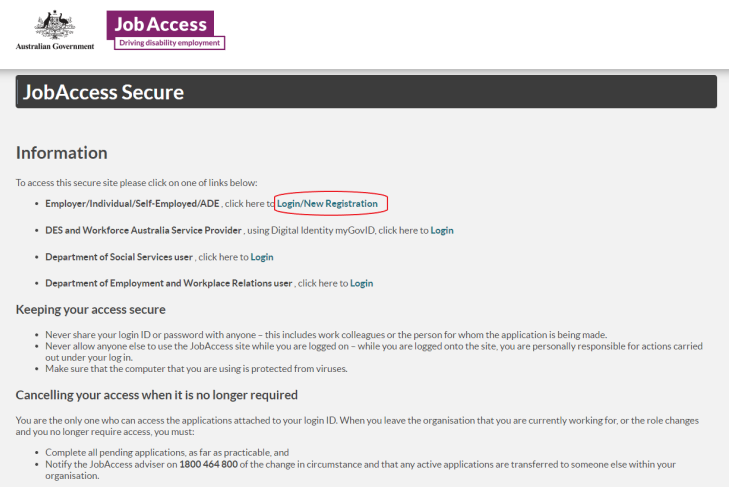 Australian Government
Job Access
Driving disability employment
JobAccess Secure
Information
To access this secure site please click on one of links below:
• Employer/Individual/Self-Employed/ADE , click here to Login/New Registration
• DES and Workforce Australia Service Provider , using Digital Identity myGovID, click here to Login
• Department of Social Services user , click here to Login
• Department of Employment and Workplace Relations user , click here to Login
Keeping your access secure
• Never share your login ID or password with anyone – this includes work colleagues or the person for whom the application is being made.
• Never allow anyone else to use the JobAccess site while you are logged on – while you are logged onto the site, you are personally responsible for actions carried
out under your log in.
• Make sure that the computer that you are using is protected from viruses.
Cancelling your access when it is no longer required
You are the only one who can access the applications attached to your login ID. When you leave the organisation that you are currently working for, or the role changes
and you no longer require access, you must:
• Complete all pending applications, as far as practicable, and
• Notify the JobAccess adviser on 1800 464 800 of the change in circumstance and that any active applications are transferred to someone else within your
organisation.